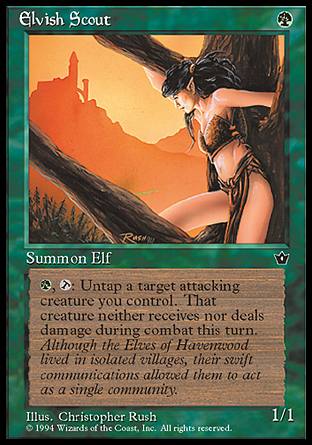 Elvish Scout
RUSH
Summon Elf
, : Untap a target attacking
creature you control. That
creature neither receives nor deals
damage during combat this turn.
Although the Elves of Havenwood
lived in isolated villages, their swift
communications allowed them to act
as a single community.
Illus. Christopher Rush
1/1
© 1994 Wizards of the Coast, Inc. All rights reserved.